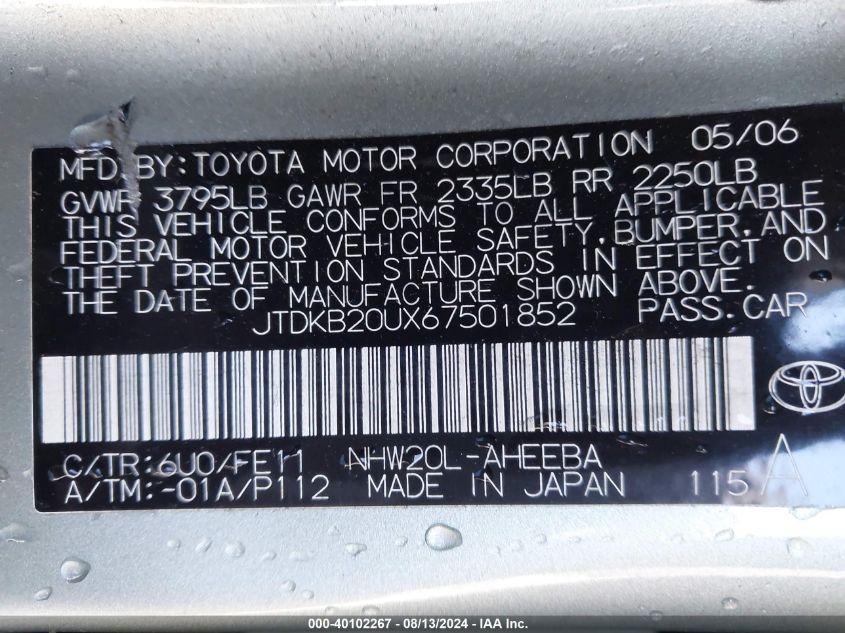 MFD.BY:TOYOTA MOTOR CORPORATION 05/06
GVWR 3795LB GAWR FR 2335LB RR 2250LB
THIS VEHICLE CONFORMS TO ALL APPLICABLE
FEDERAL MOTOR VEHICLE SAFETY,BUMPER,AND
THEFT PREVENTION STANDARDS IN EFFECT ON
THE DATE OF MANUFACTURE SHOWN ABOVE.
JTDKB20UX67501852 PASS.CAR
C/TR:6U0/FE11 NHW20L-AHEEBA
A/TM:-01A/P112 MADE IN JAPAN 115 A
000-40102267 - 08/13/2024 - IAA Inc.